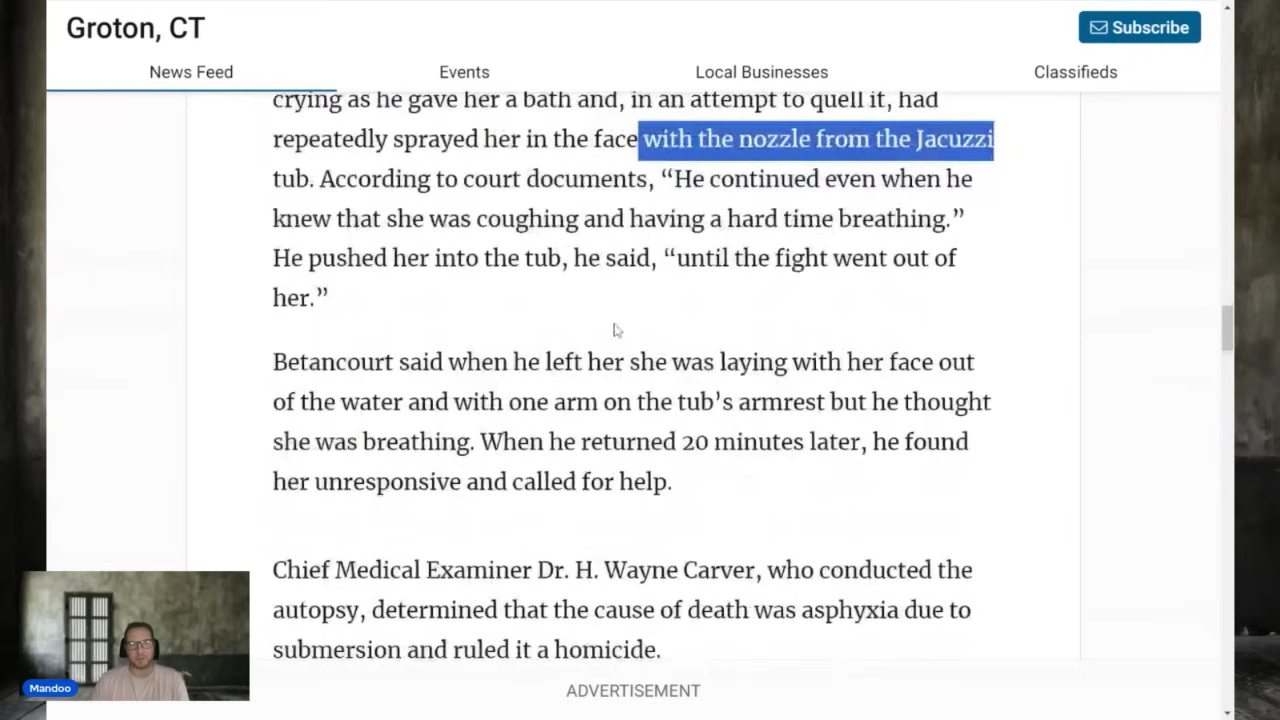 Groton, CT
Subscribe
News Feed
Events
Local Businesses
Classifieds
crying as he gave her a bath and, in an attempt to quell it, had
repeatedly sprayed her in the face with the nozzle from the Jacuzzi
tub. According to court documents, “He continued even when he
knew that she was coughing and having a hard time breathing.”
He pushed her into the tub, he said, “until the fight went out of
her.”
Betancourt said when he left her she was laying with her face out
of the water and with one arm on the tub’s armrest but he thought
she was breathing. When he returned 20 minutes later, he found
her unresponsive and called for help.
Chief Medical Examiner Dr. H. Wayne Carver, who conducted the
autopsy, determined that the cause of death was asphyxia due to
submersion and ruled it a homicide.
Mandoo
ADVERTISEMENT